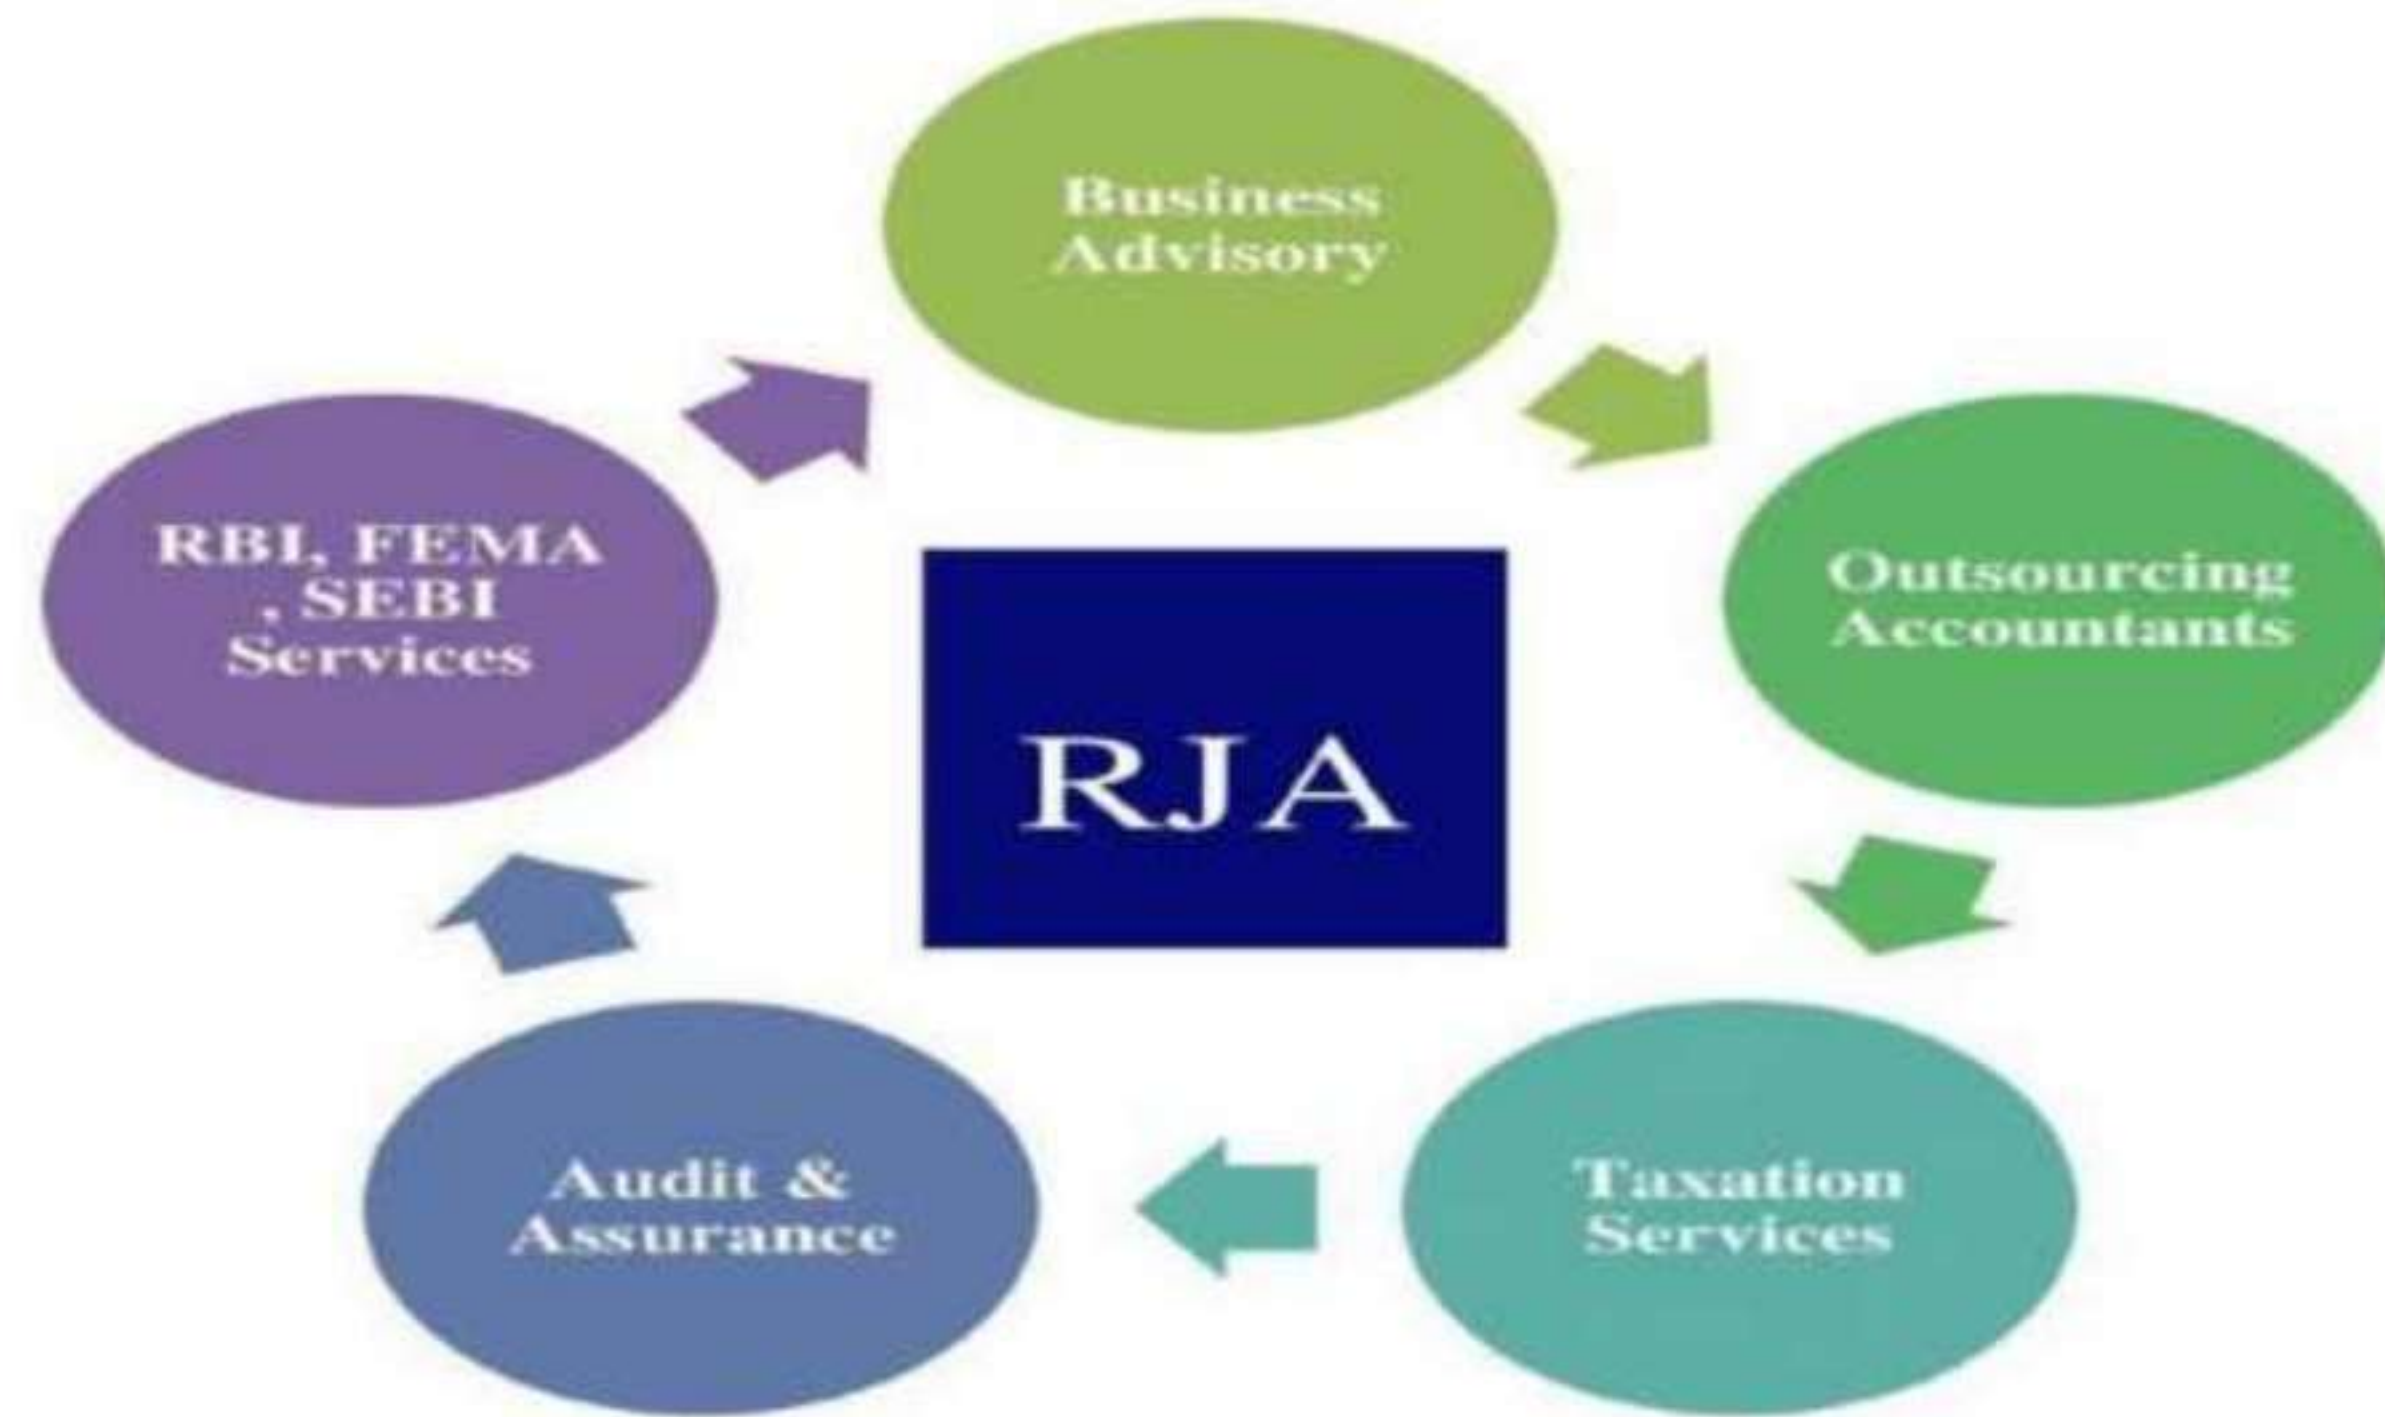 Business
Advisory
Outsourcing
Accountants
Taxation
Services
Audit &
Assurance
RBI, FEMA
, SEBI
Services
RJA